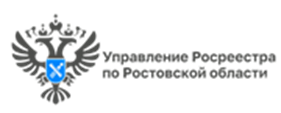 Управление Росреестра
по Ростовской области